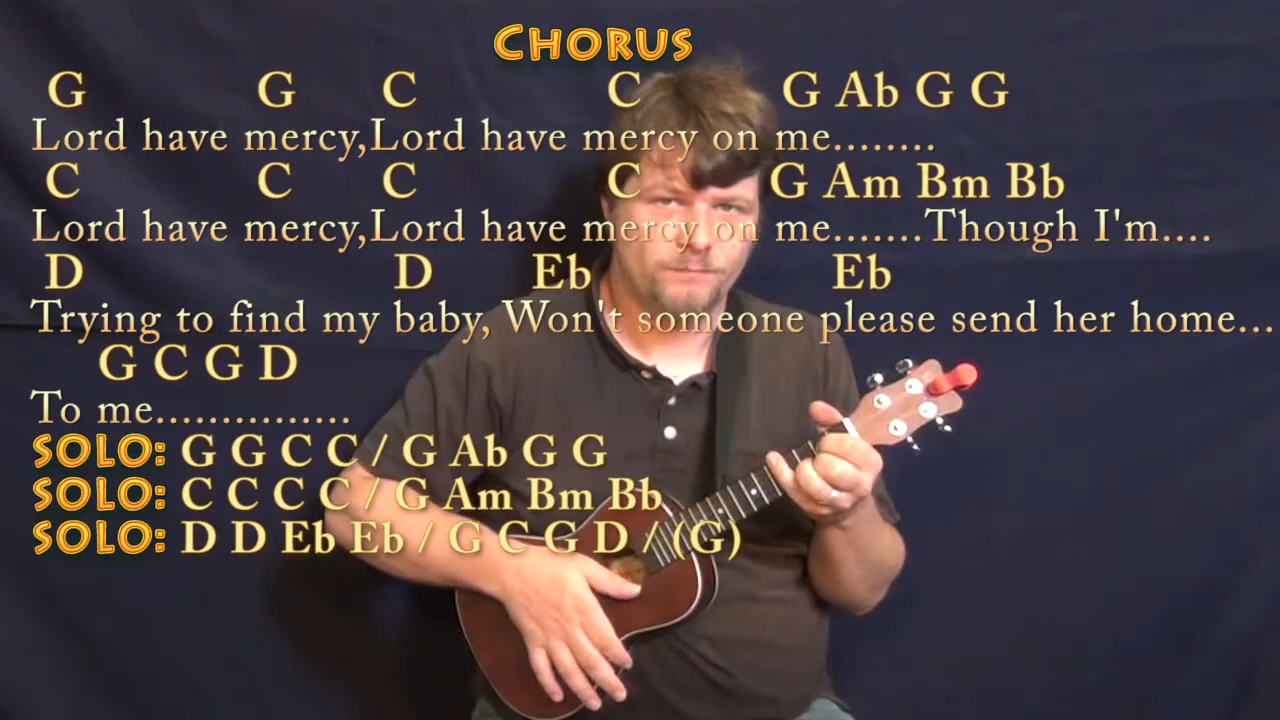 CHORUS
G G C C G Ab G G
Lord have mercy,Lord have mercy on me........
C C C C G Am Bm Bb
Lord have mercy,Lord have mercy on me.......Though I'm....
D D Eb Eb
Trying to find my baby, Won't someone please send her home...
G C G D
To me...............
SOLO: G G C C / G Ab G G
SOLO: C C C C / G Am Bm Bb
SOLO: D D Eb Eb / G C G D / (G)